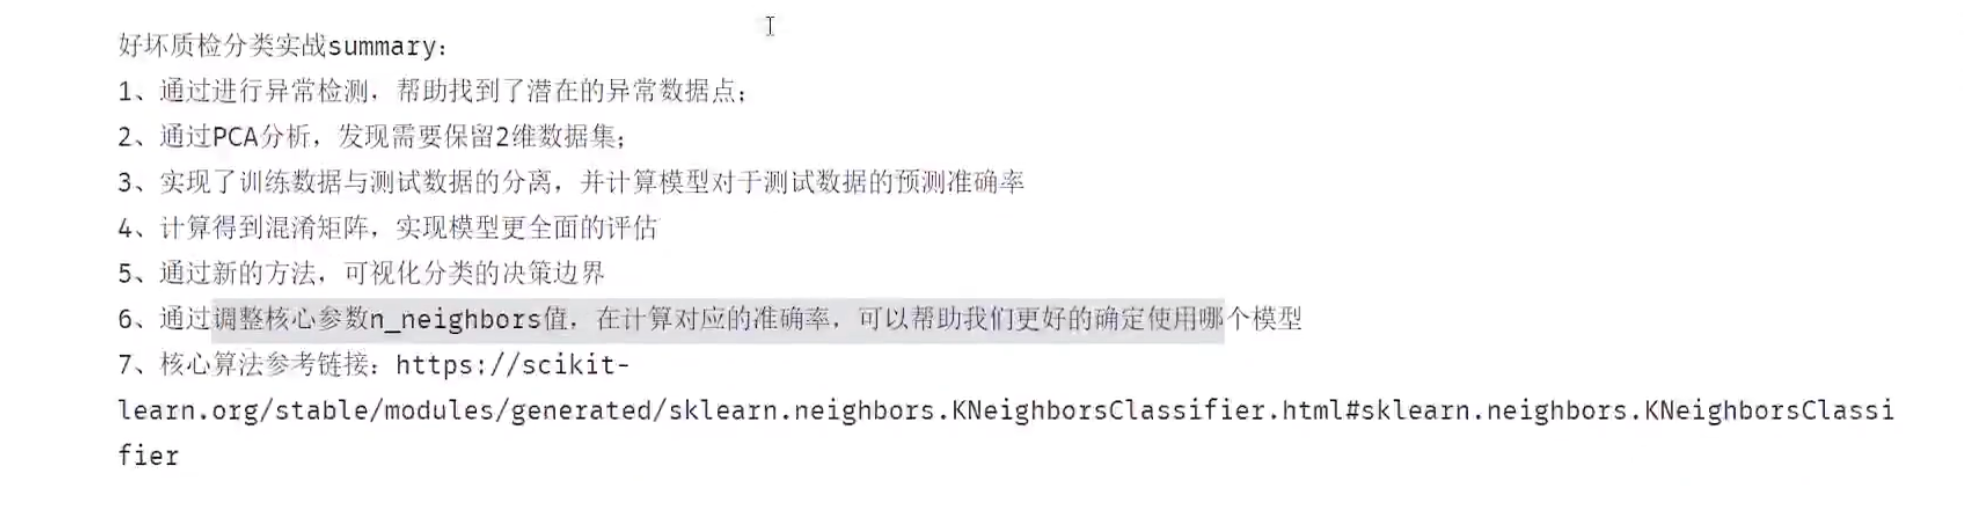 好坏质检分类实战summary：
1、通过进行异常检测，帮助找到了潜在的异常数据点；
2、通过PCA分析，发现需要保留2维数据集；
3、实现了训练数据与测试数据的分离，并计算模型对于测试数据的预测准确率
4、计算得到混淆矩阵，实现模型更全面的评估
5、通过新的方法，可视化分类的决策边界
6、通过调整核心参数n_neighbors值，在计算对应的准确率，可以帮助我们更好的确定使用哪个模型
7、核心算法参考链接：https://scikit-
learn.org/stable/modules/generated/sklearn.neighbors.KNeighborsClassifier.html#sklearn.neighbors.KNeighborsClassi
fier